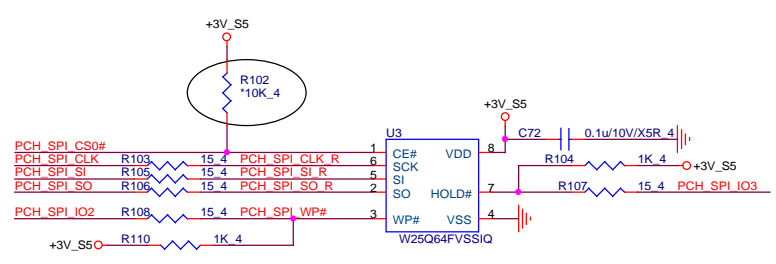 +3V_S5
R102
*10K_4
+3V_S5
U3
C72 0.1u/10V/X5R_4
PCH_SPI_CS0# 1 CE# VDD 8
PCH_SPI_CLK R103 15_4 PCH_SPI_CLK_R 6 SCK R104 1K_4 +3V_S5
PCH_SPI_SI R105 15_4 PCH_SPI_SI_R 5 SI
PCH_SPI_SO R106 15_4 PCH_SPI_SO_R 2 SO HOLD# 7 R107 15_4 PCH_SPI_IO3
PCH_SPI_IO2 R108 15_4 PCH_SPI_WP# 3 WP# VSS 4
+3V_S5 R110 1K_4 W25Q64FVSSIQ